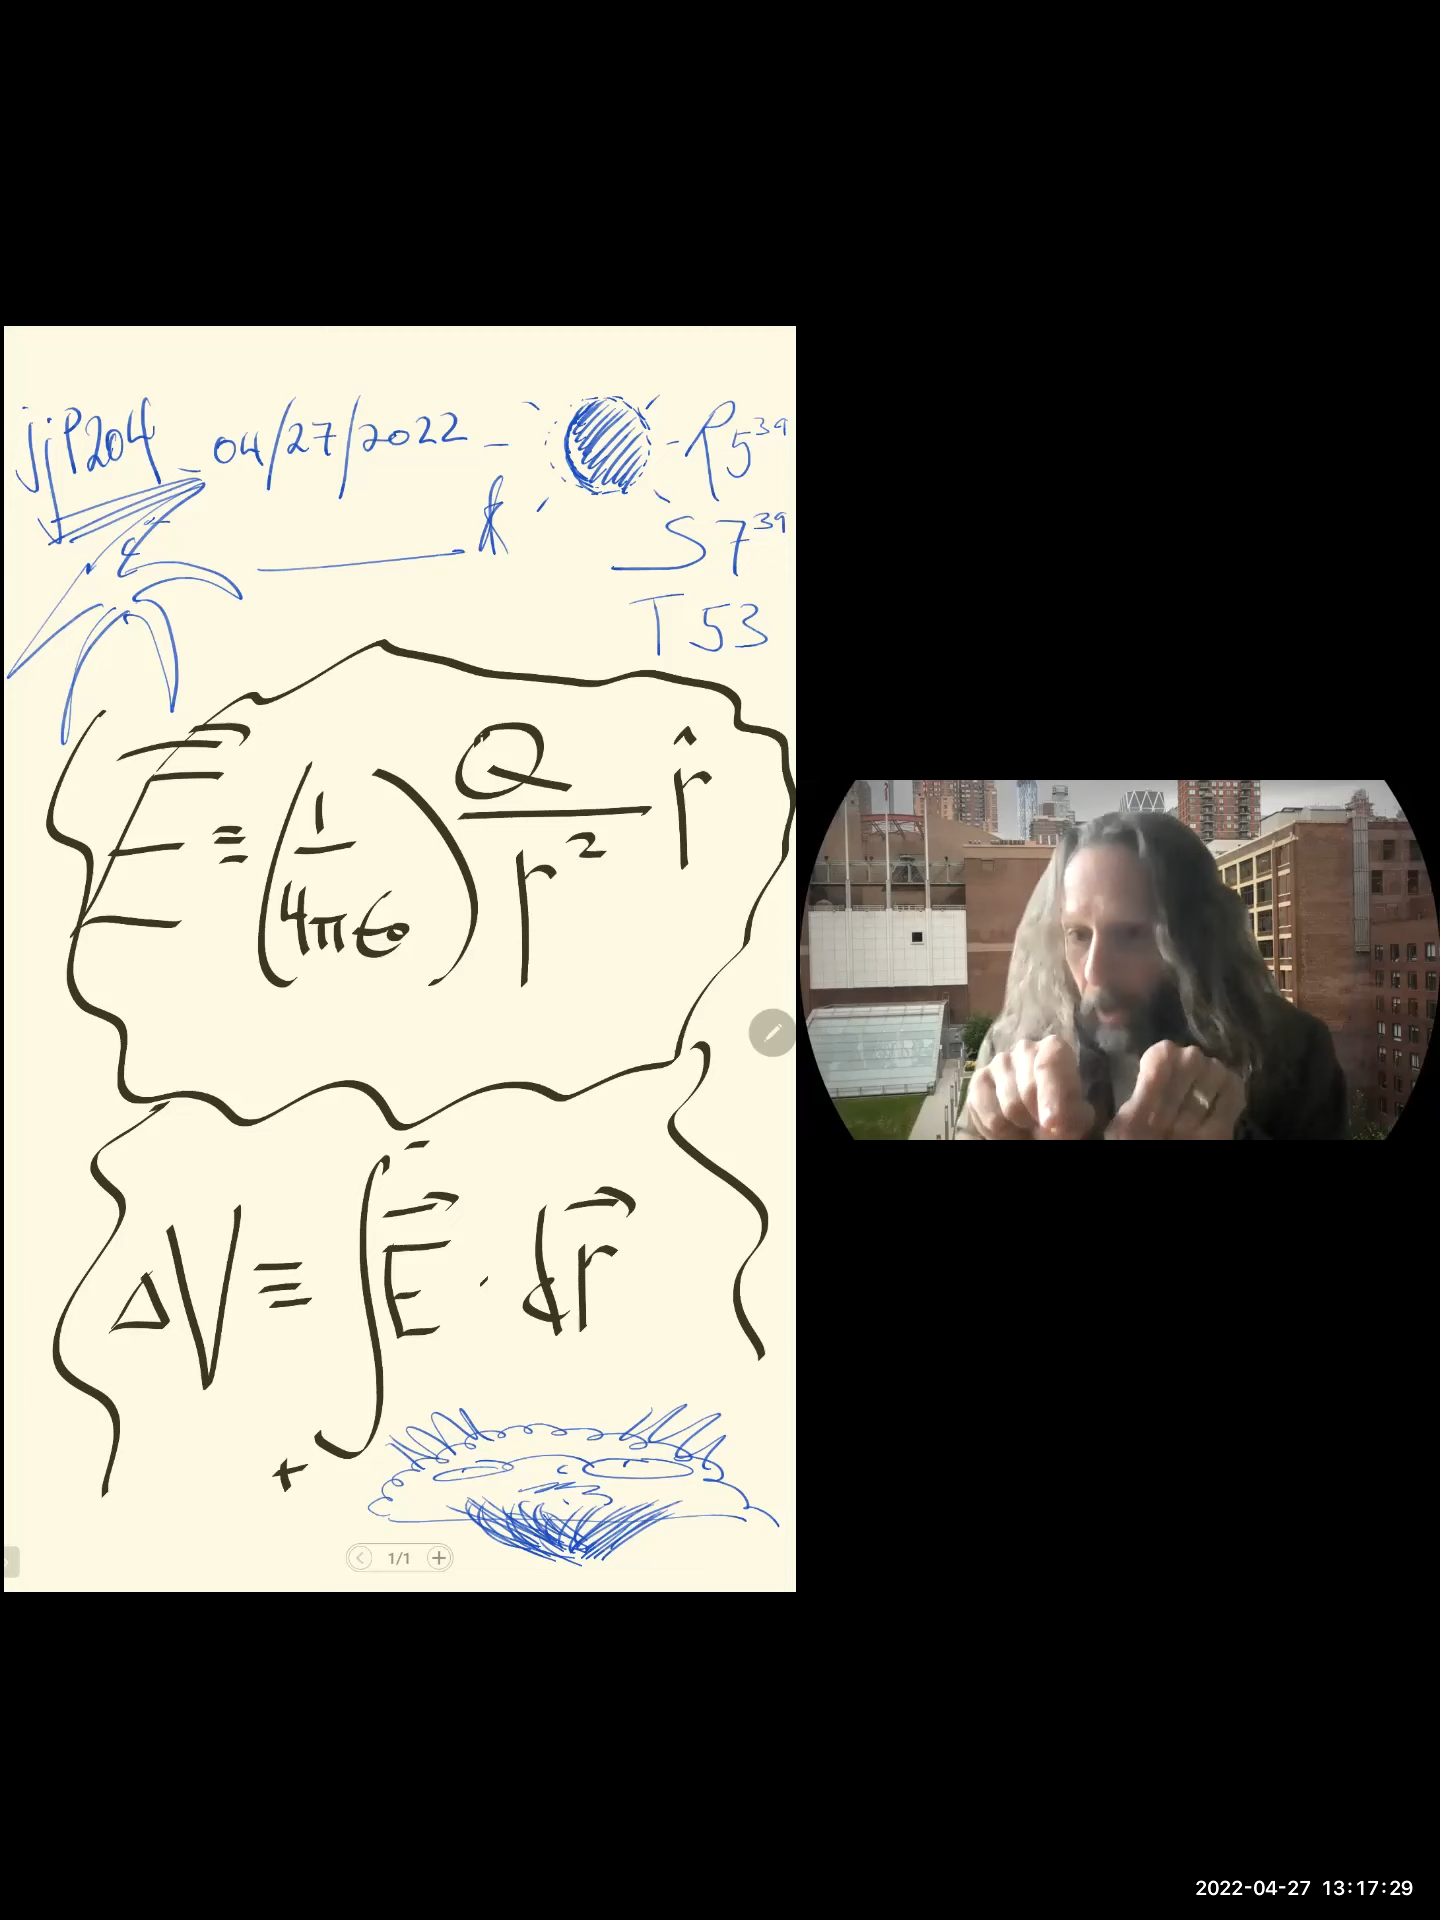 jjP204 - 04/27/2022 - - R5³⁹
S7³⁹
T53
E⃗ = (1/4πε₀) Q/r² r̂
ΔV ≡ ∫₊⁻ E⃗ · dr⃗
1/1
2022-04-27 13:17:29